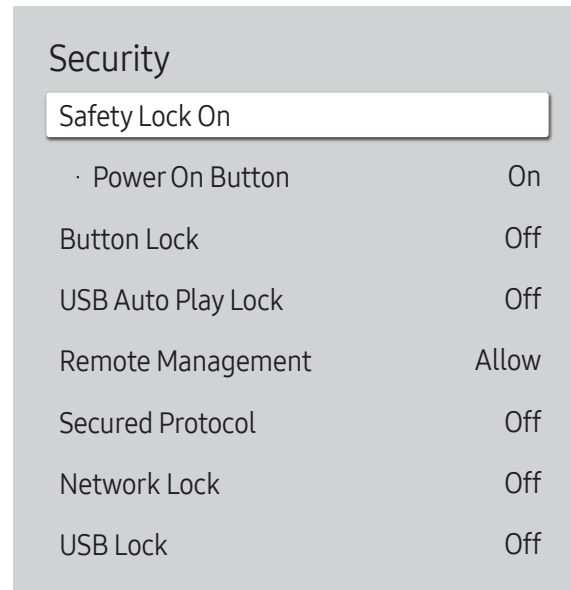 Security
Safety Lock On
· Power On Button On
Button Lock Off
USB Auto Play Lock Off
Remote Management Allow
Secured Protocol Off
Network Lock Off
USB Lock Off